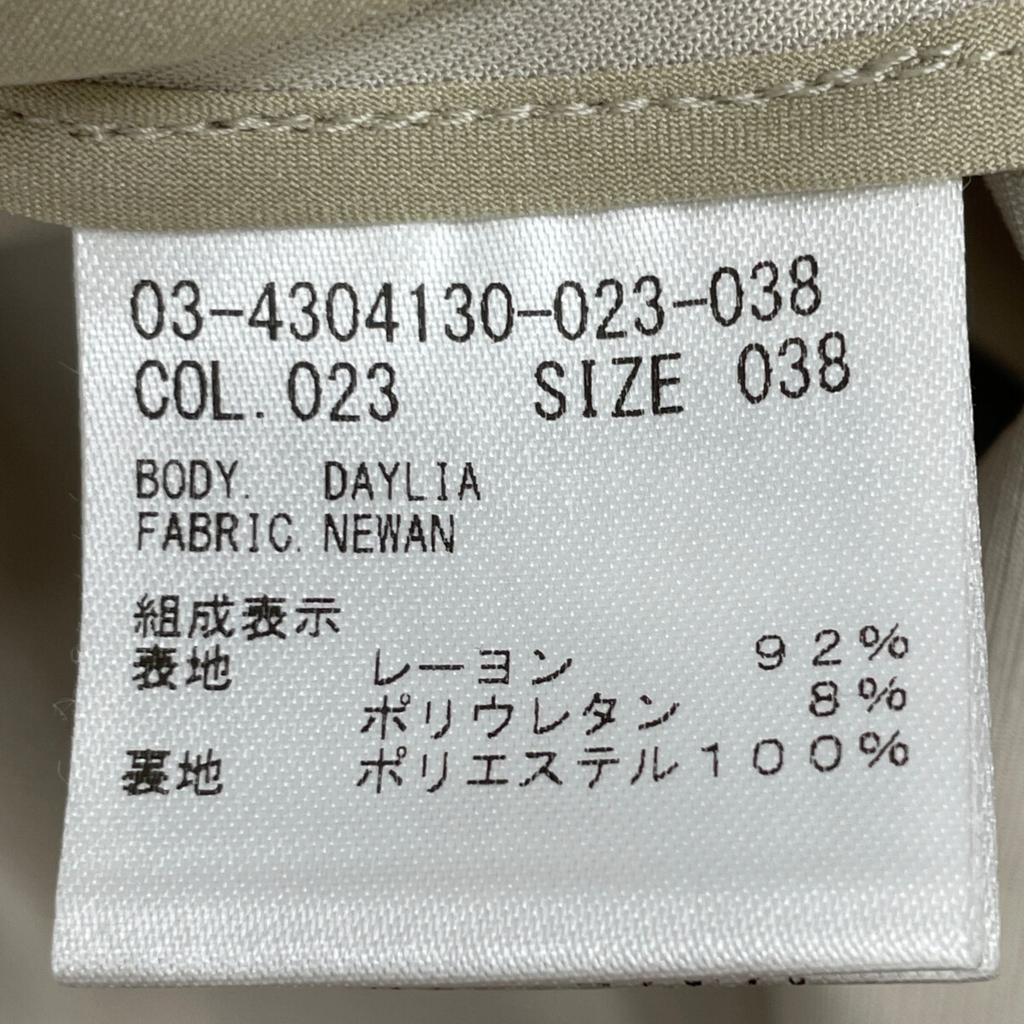 03-4304130-023-038
COL. 023 SIZE 038
BODY. DAYLIA
FABRIC. NEWAN
組成表示
表地 レーヨン 92%
ポリウレタン 8%
裏地 ポリエステル100%